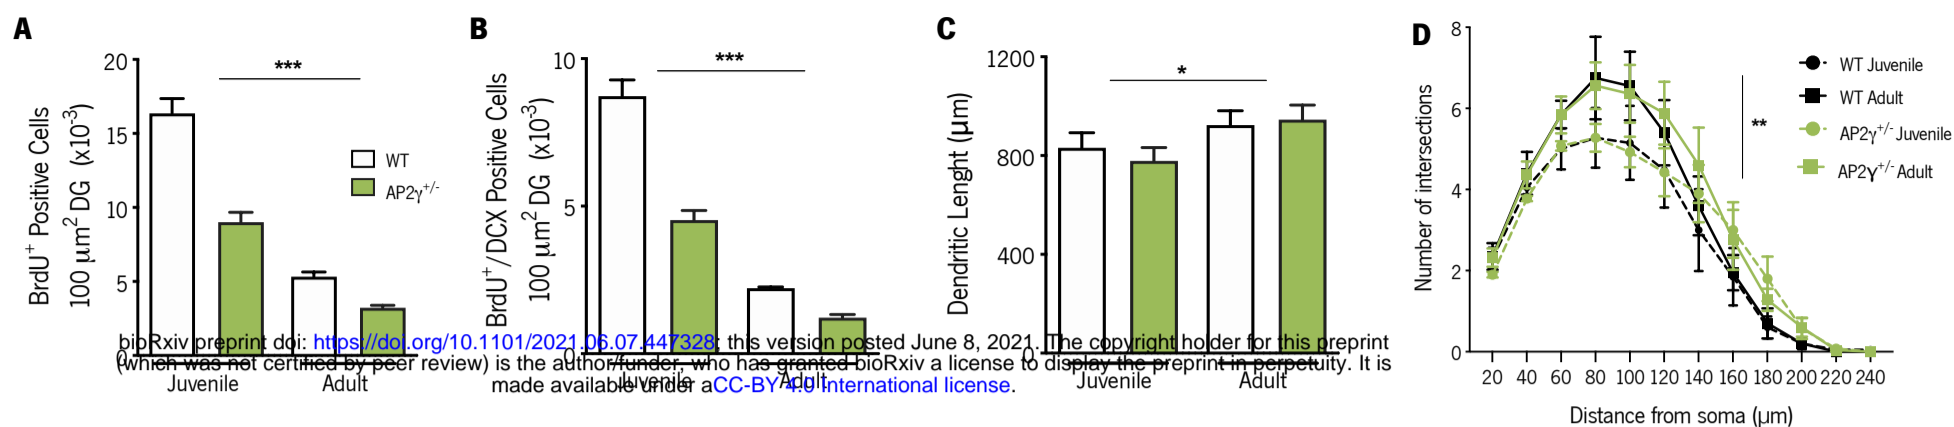 A
BrdU+ Positive Cells
100 µm2 DG (x10-3)
20
15
10
5
0
***
WT
AP2γ+/-
Juvenile
Adult
B
BrdU+/DCX Positive Cells
100 µm2 DG (x10-3)
10
5
0
***
Juvenile
Adult
C
Dendritic Lenght (µm)
1200
800
400
0
*
Juvenile
Adult
D
Number of intersections
8
6
4
2
0
**
WT Juvenile
WT Adult
AP2γ+/- Juvenile
AP2γ+/- Adult
20 40 60 80 100 120 140 160 180 200 220 240
Distance from soma (µm)
bioRxiv preprint doi: https://doi.org/10.1101/2021.06.07.447328; this version posted June 8, 2021. The copyright holder for this preprint
(which was not certified by peer review) is the author/funder, who has granted bioRxiv a license to display the preprint in perpetuity. It is
made available under aCC-BY 4.0 International license.